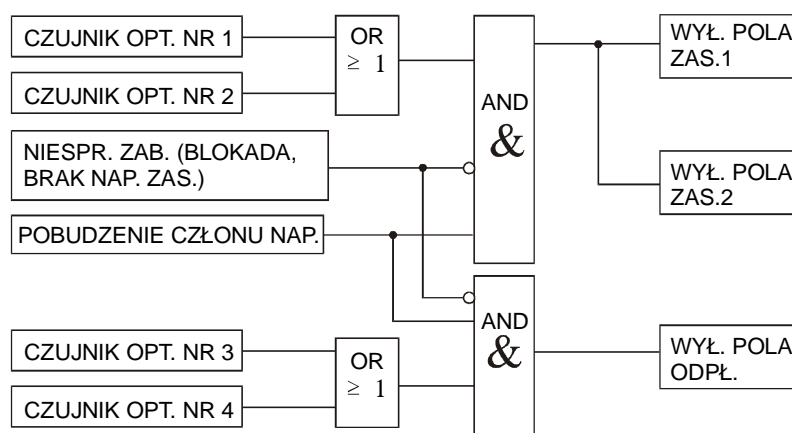 CZUJNIK OPT. NR 1
CZUJNIK OPT. NR 2
OR
≥ 1
NIESPR. ZAB. (BLOKADA,
BRAK NAP. ZAS.)
POBUDZENIE CZŁONU NAP.
AND
&
WYŁ. POLA
ZAS.1
WYŁ. POLA
ZAS.2
CZUJNIK OPT. NR 3
CZUJNIK OPT. NR 4
OR
≥ 1
AND
&
WYŁ. POLA
ODPŁ.